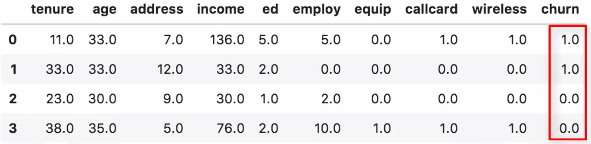 tenure age address income ed employ equip callcard wireless churn
0 11.0 33.0 7.0 136.0 5.0 5.0 0.0 1.0 1.0 1.0
1 33.0 33.0 12.0 33.0 2.0 0.0 0.0 0.0 0.0 1.0
2 23.0 30.0 9.0 30.0 1.0 2.0 0.0 0.0 0.0 0.0
3 38.0 35.0 5.0 76.0 2.0 10.0 1.0 1.0 1.0 0.0